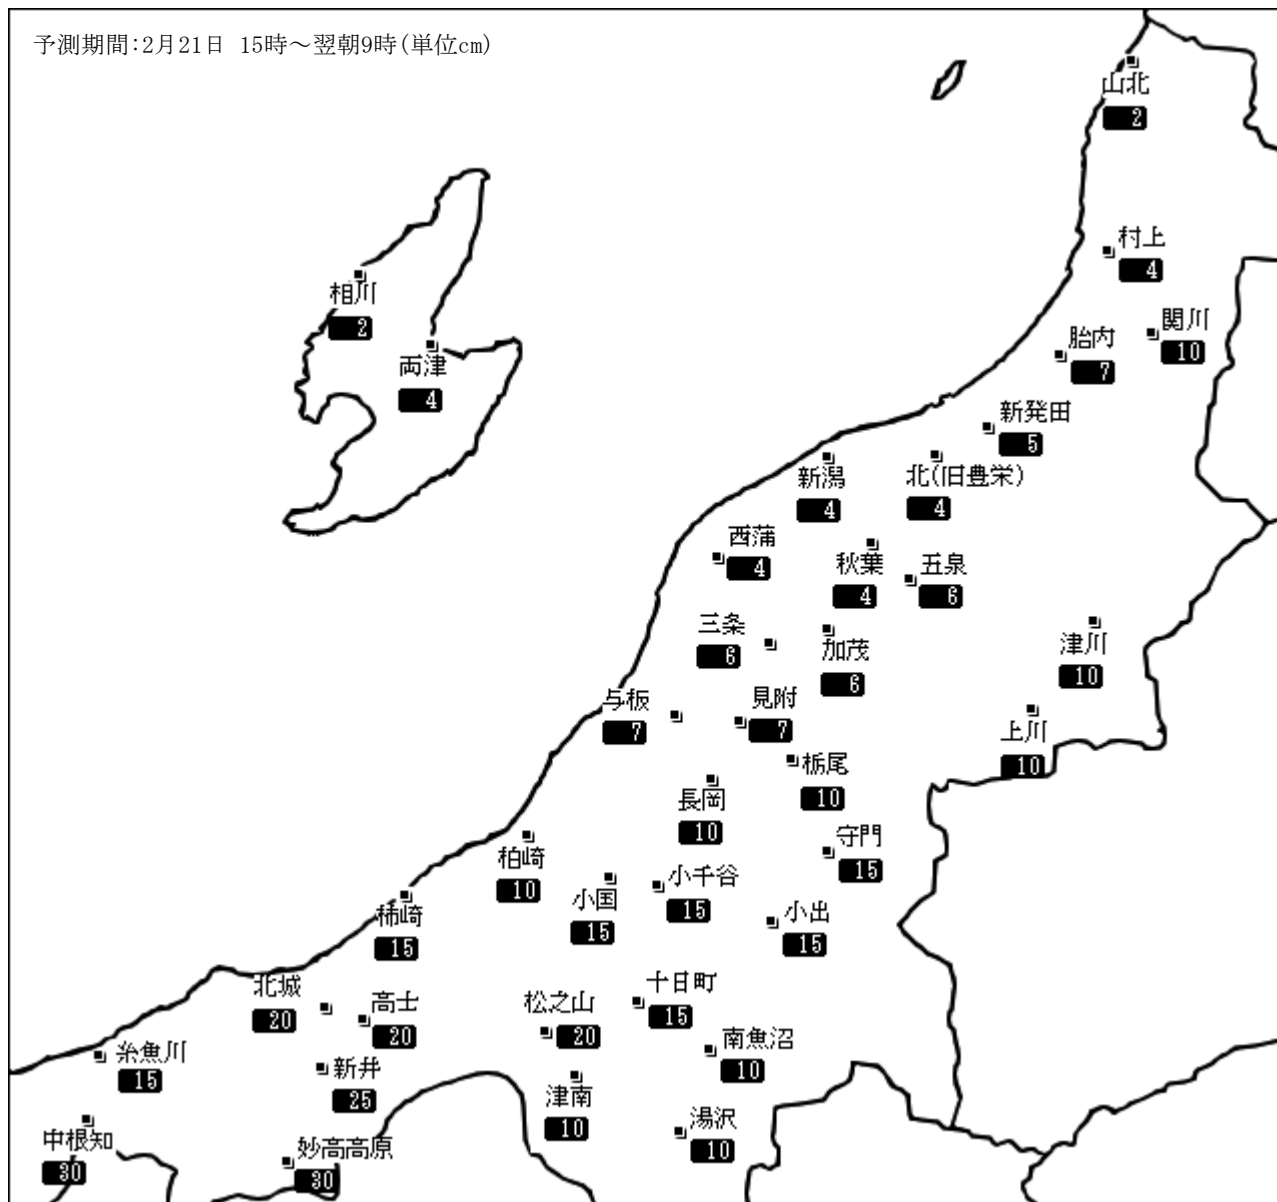 予測期間:2月21日 15時～翌朝9時(単位cm)
山北
2
村上
4
相川
2
関川
10
胎内
7
両津
4
新発田
5
新潟
4
北(旧豊栄)
4
西蒲
4
秋葉
4
五泉
6
三条
6
加茂
6
津川
10
与板
7
見附
7
上川
10
栃尾
10
長岡
10
守門
15
柏崎
10
小国
15
小千谷
15
小出
15
柿崎
15
北城
20
高士
20
松之山
20
十日町
15
南魚沼
10
糸魚川
15
新井
25
津南
10
湯沢
10
中根知
30
妙高高原
30